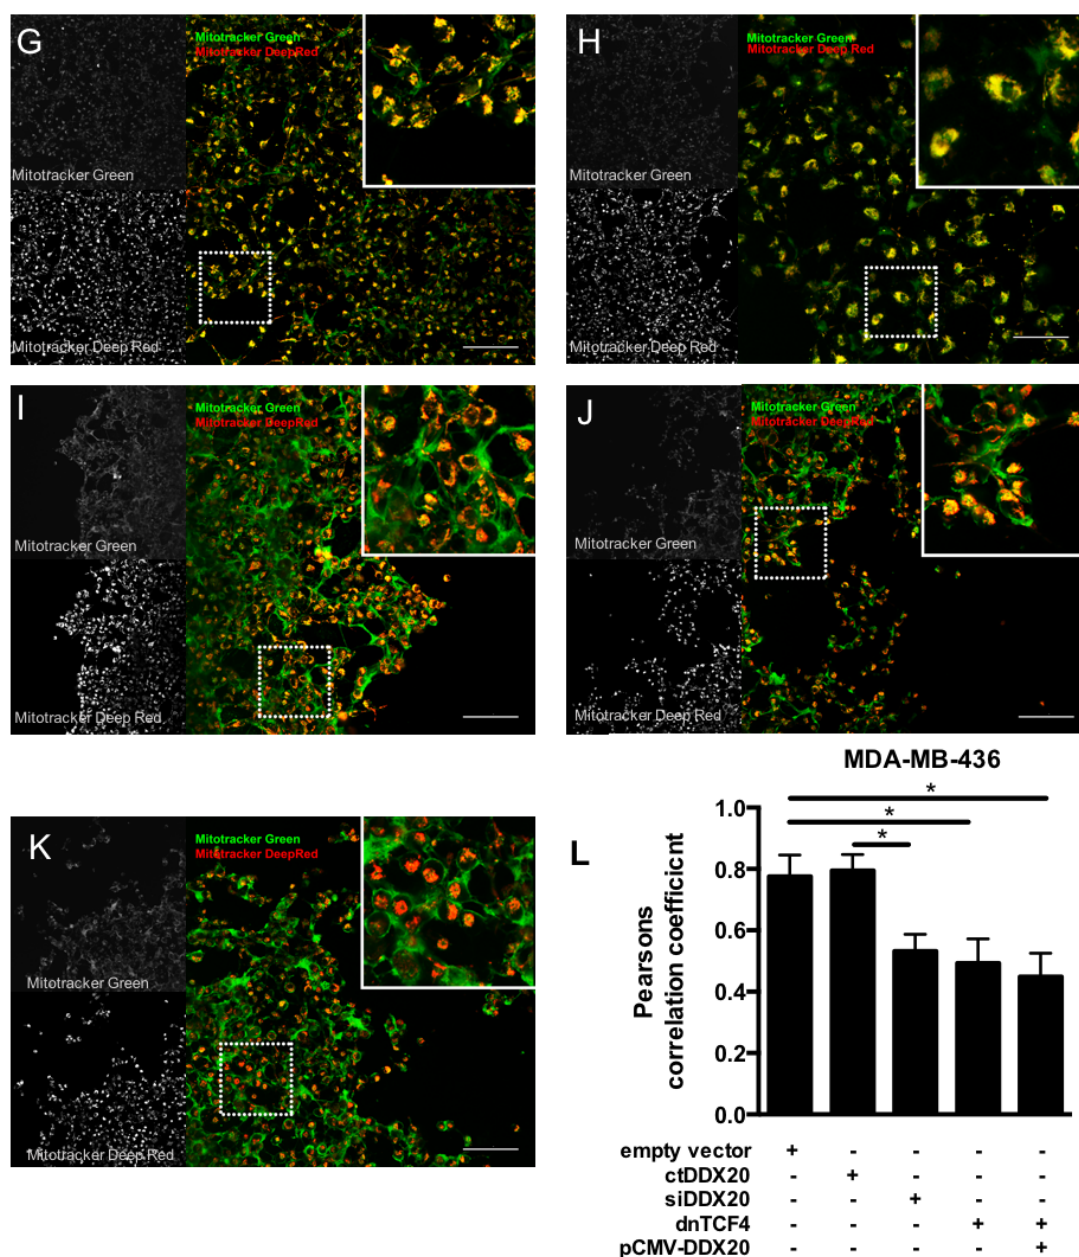 G
Mitotracker Green
Mitotracker DeepRed
Mitotracker Green
Mitotracker Deep Red
H
Mitotracker Green
Mitotracker Deep Red
Mitotracker Green
Mitotracker Deep Red
I
Mitotracker Green
Mitotracker DeepRed
Mitotracker Green
Mitotracker Deep Red
J
Mitotracker Green
Mitotracker DeepRed
Mitotracker Green
Mitotracker Deep Red
K
Mitotracker Green
Mitotracker DeepRed
Mitotracker Green
Mitotracker Deep Red
L
MDA-MB-436
Pearsons
correlation coefficicnt
1.0
0.8
0.6
0.4
0.2
0.0
*
*
*
empty vector + - - - -
ctDDX20 - + - - -
siDDX20 - - + - -
dnTCF4 - - - + +
pCMV-DDX20 - - - - +